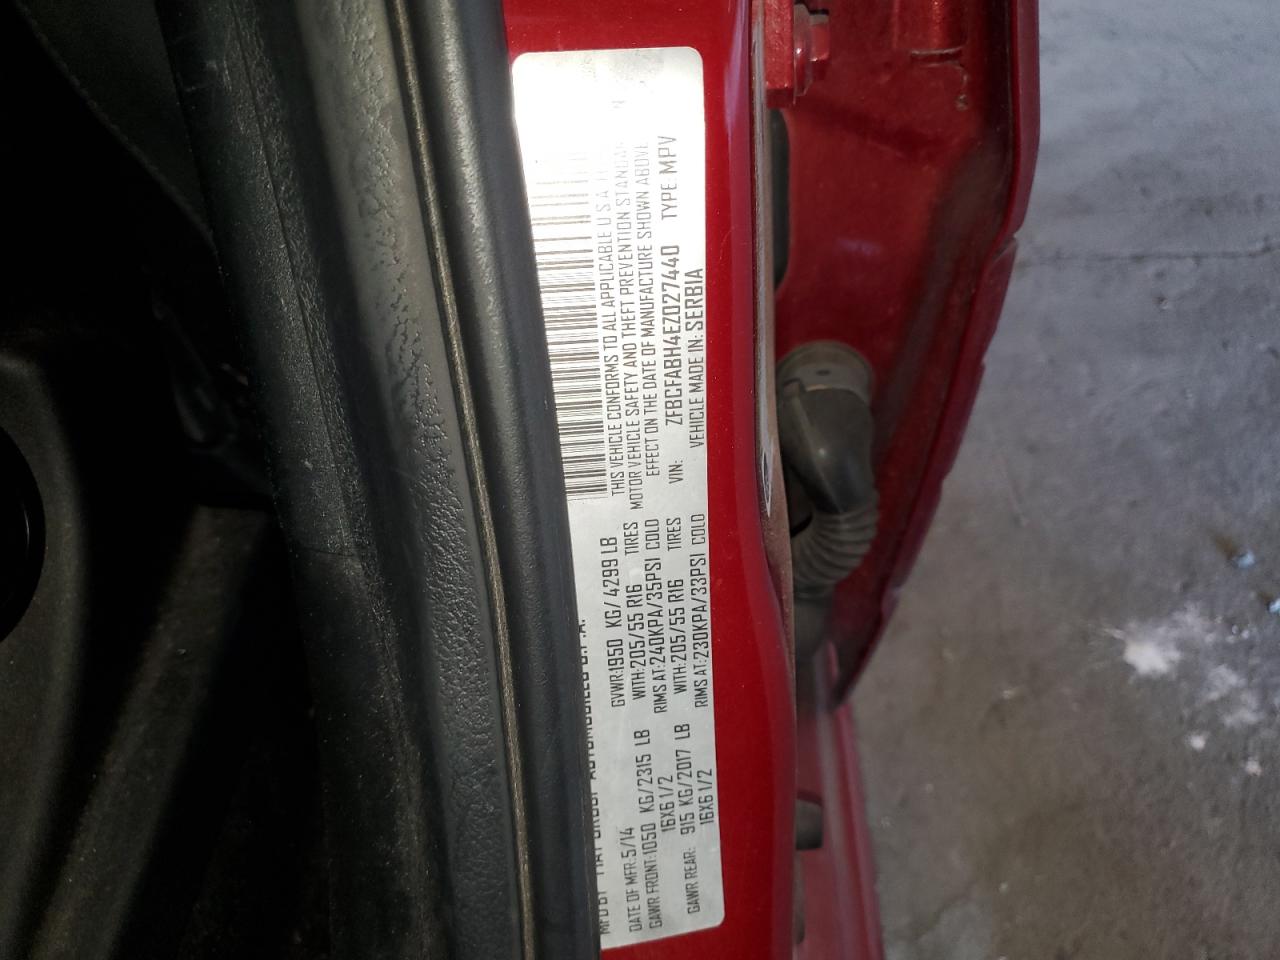 MFD BY FIAT GROUP AUTOMOBILES S.P.A.
DATE OF MFR: 5/14 GVWR: 1950 KG/ 4299 LB
GAWR FRONT: 1050 KG/2315 LB WITH: 205/55 R16 TIRES
16X6 1/2 RIMS AT: 240KPA/35PSI COLD
GAWR REAR: 915 KG/2017 LB WITH: 205/55 R16 TIRES
16X6 1/2 RIMS AT: 230KPA/33PSI COLD
THIS VEHICLE CONFORMS TO ALL APPLICABLE U S A
MOTOR VEHICLE SAFETY AND THEFT PREVENTION STANDAR
EFFECT ON THE DATE OF MANUFACTURE SHOWN ABOVE
VIN: ZFBCFABH4EZ027440 TYPE MPV
VEHICLE MADE IN: SERBIA